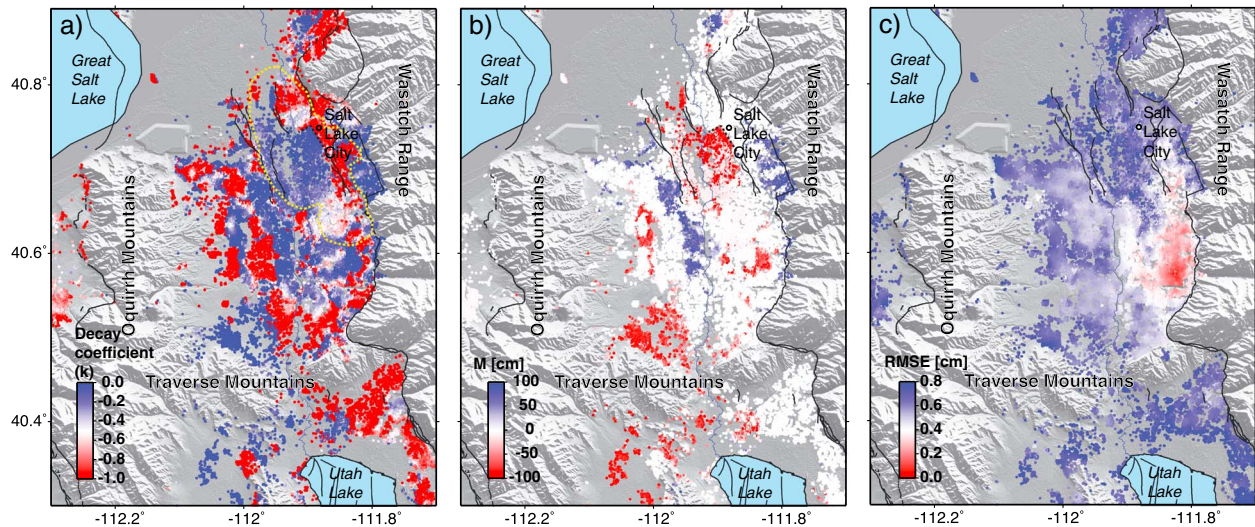 a)
Great
Salt
Lake
40.8°
40.6°
40.4°
Wasatch Range
Salt
Lake
City
Oquirrh Mountains
Decay
coefficient
(k)
0.0
-0.2
-0.4
-0.6
-0.8
-1.0
Traverse Mountains
Utah
Lake
-112.2°
-112°
-111.8°
b)
Great
Salt
Lake
Wasatch Range
Salt
Lake
City
Oquirrh Mountains
M [cm]
100
50
0
-50
-100
Traverse Mountains
Utah
Lake
-112.2°
-112°
-111.8°
c)
Great
Salt
Lake
Wasatch Range
Salt
Lake
City
Oquirrh Mountains
RMSE [cm]
0.8
0.6
0.4
0.2
0.0
Traverse Mountains
Utah
Lake
-112.2°
-112°
-111.8°